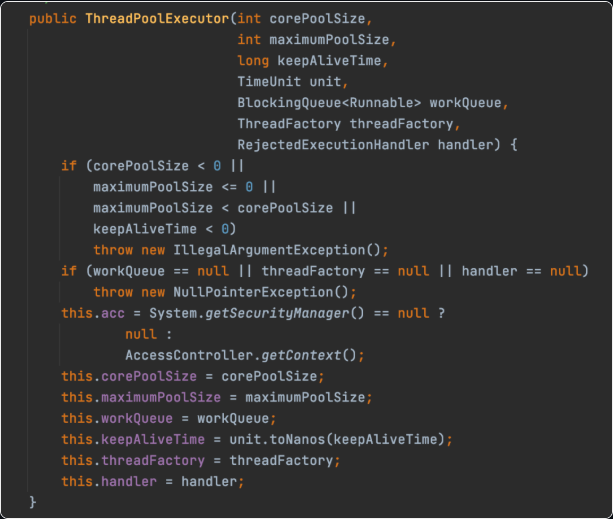 public ThreadPoolExecutor(int corePoolSize,
                          int maximumPoolSize,
                          long keepAliveTime,
                          TimeUnit unit,
                          BlockingQueue<Runnable> workQueue,
                          ThreadFactory threadFactory,
                          RejectedExecutionHandler handler) {
    if (corePoolSize < 0 ||
        maximumPoolSize <= 0 ||
        maximumPoolSize < corePoolSize ||
        keepAliveTime < 0)
        throw new IllegalArgumentException();
    if (workQueue == null || threadFactory == null || handler == null)
        throw new NullPointerException();
    this.acc = System.getSecurityManager() == null ?
            null :
            AccessController.getContext();
    this.corePoolSize = corePoolSize;
    this.maximumPoolSize = maximumPoolSize;
    this.workQueue = workQueue;
    this.keepAliveTime = unit.toNanos(keepAliveTime);
    this.threadFactory = threadFactory;
    this.handler = handler;
}